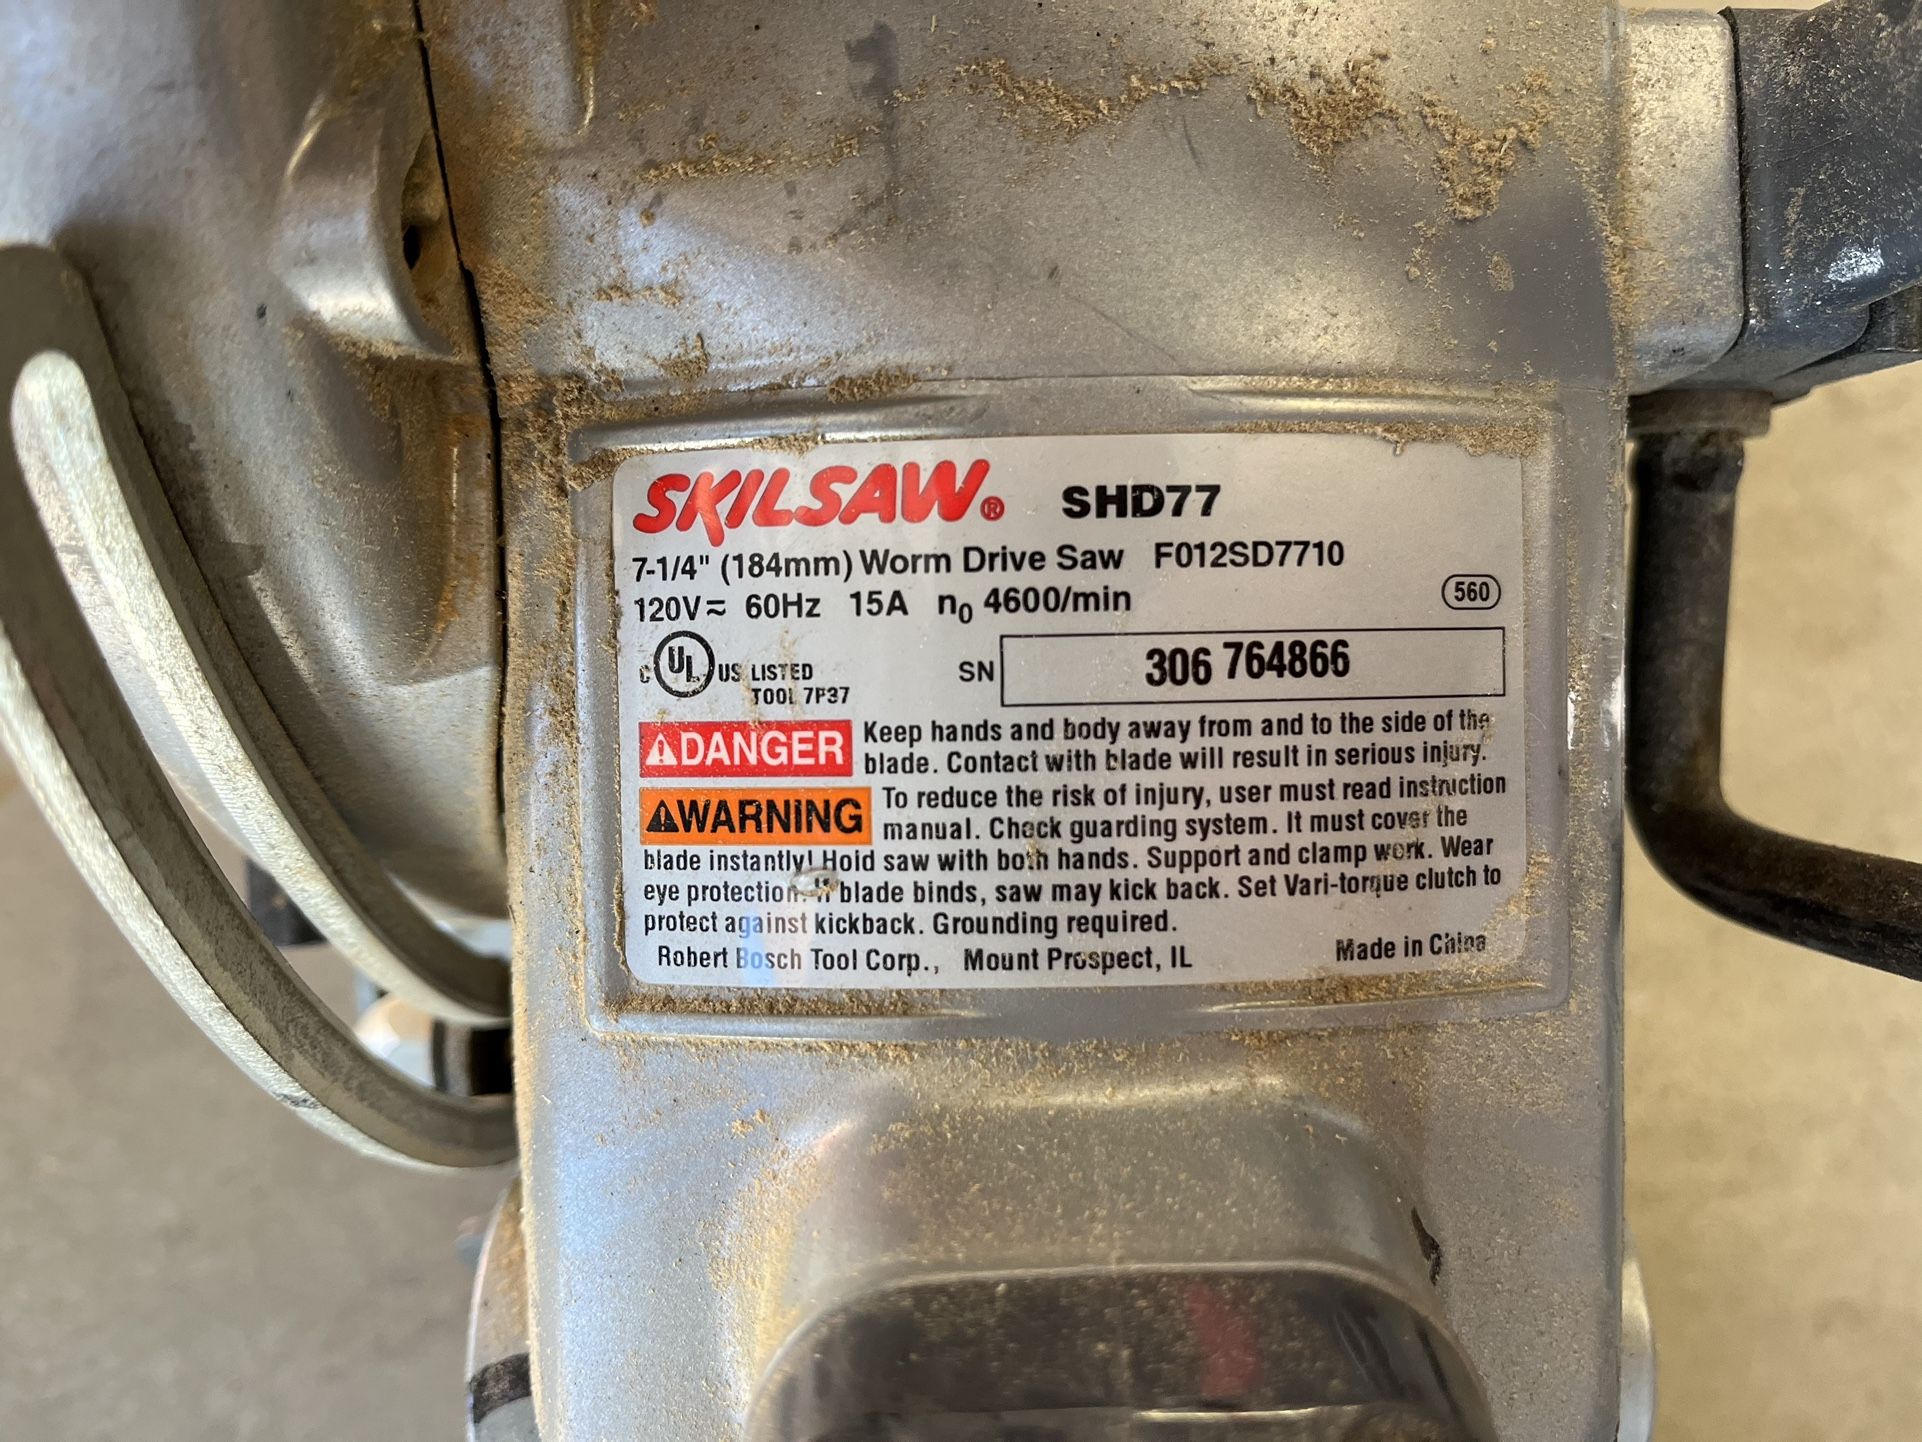 SKILSAW® SHD77
7-1/4" (184mm) Worm Drive Saw F012SD7710
120V≂ 60Hz 15A n₀ 4600/min
560
C UL US LISTED
TOOL 7P37
SN 306 764866
⚠DANGER Keep hands and body away from and to the side of the
blade. Contact with blade will result in serious injury.
⚠WARNING To reduce the risk of injury, user must read instruction
manual. Check guarding system. It must cover the
blade instantly! Hold saw with both hands. Support and clamp work. Wear
eye protection. If blade binds, saw may kick back. Set Vari-torque clutch to
protect against kickback. Grounding required.
Robert Bosch Tool Corp., Mount Prospect, IL Made in China